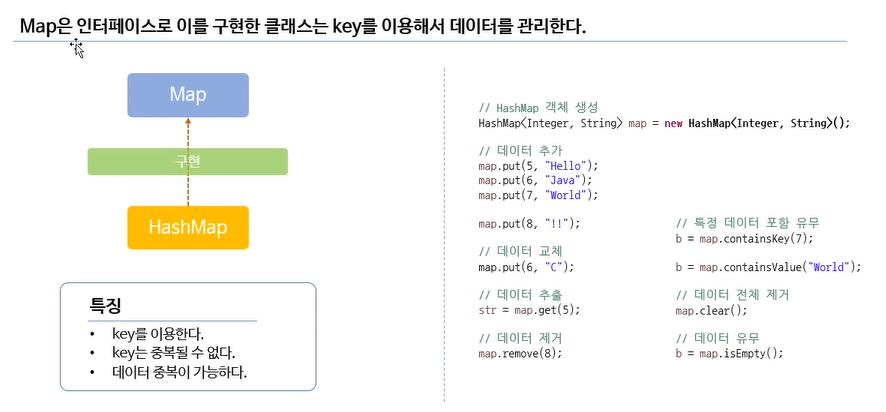 Map은 인터페이스로 이를 구현한 클래스는 key를 이용해서 데이터를 관리한다.
Map
구현
HashMap
특징
• key를 이용한다.
• key는 중복될 수 없다.
• 데이터 중복이 가능하다.
// HashMap 객체 생성
HashMap<Integer, String> map = new HashMap<Integer, String>();
// 데이터 추가
map.put(5, "Hello");
map.put(6, "Java");
map.put(7, "World");
map.put(8, "!!");
// 데이터 교체
map.put(6, "C");
// 데이터 추출
str = map.get(5);
// 데이터 제거
map.remove(8);
// 특정 데이터 포함 유무
b = map.containsKey(7);
b = map.containsValue("World");
// 데이터 전체 제거
map.clear();
// 데이터 유무
b = map.isEmpty();